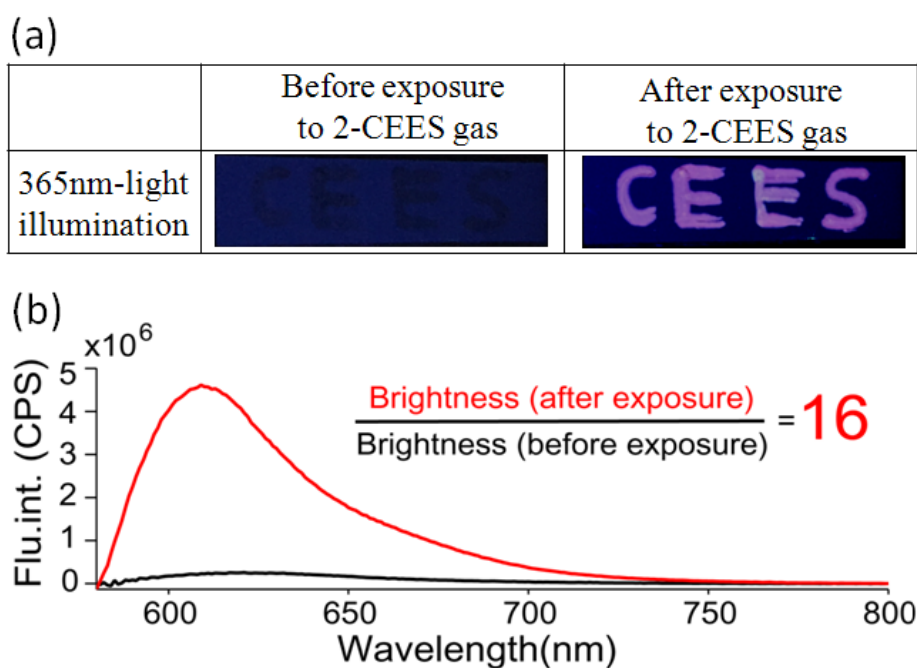 (a)
Before exposure
to 2-CEES gas
After exposure
to 2-CEES gas
365nm-light
illumination
CEES
CEES
(b)
x10⁶
5
4
3
2
1
0
Flu.int. (CPS)
Brightness (after exposure)
Brightness (before exposure)
=16
600
650
700
750
800
Wavelength(nm)